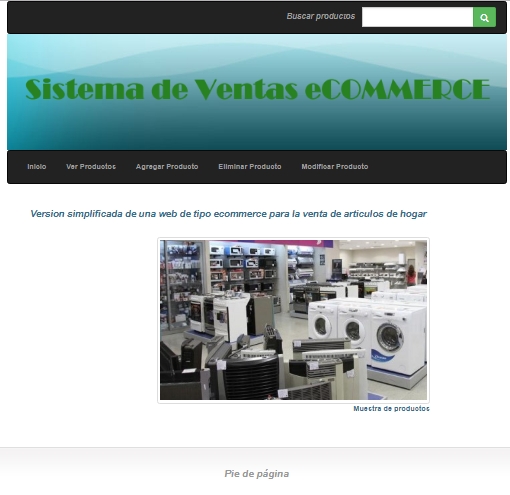 Buscar productos
Sistema de Ventas eCOMMERCE
Inicio Ver Productos Agregar Producto Eliminar Producto Modificar Producto
Version simplificada de una web de tipo ecommerce para la venta de articulos de hogar
Muestra de productos
Pie de página